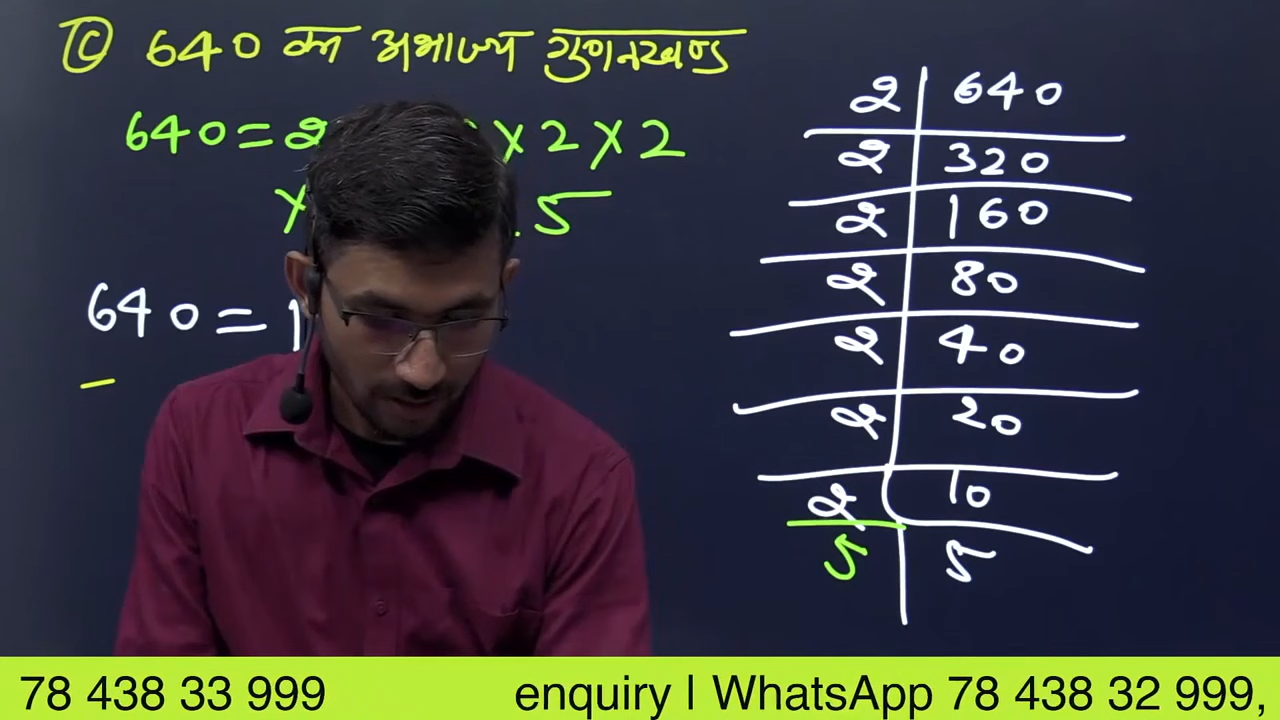 Ⓒ 640 का अभाज्य गुणनखण्ड
640 = 2 × 2 × 2
× 5
640 = 1
2 | 640
2 | 320
2 | 160
2 | 80
2 | 40
2 | 20
2 | 10
5 | 5
78 438 33 999 enquiry | WhatsApp 78 438 32 999,